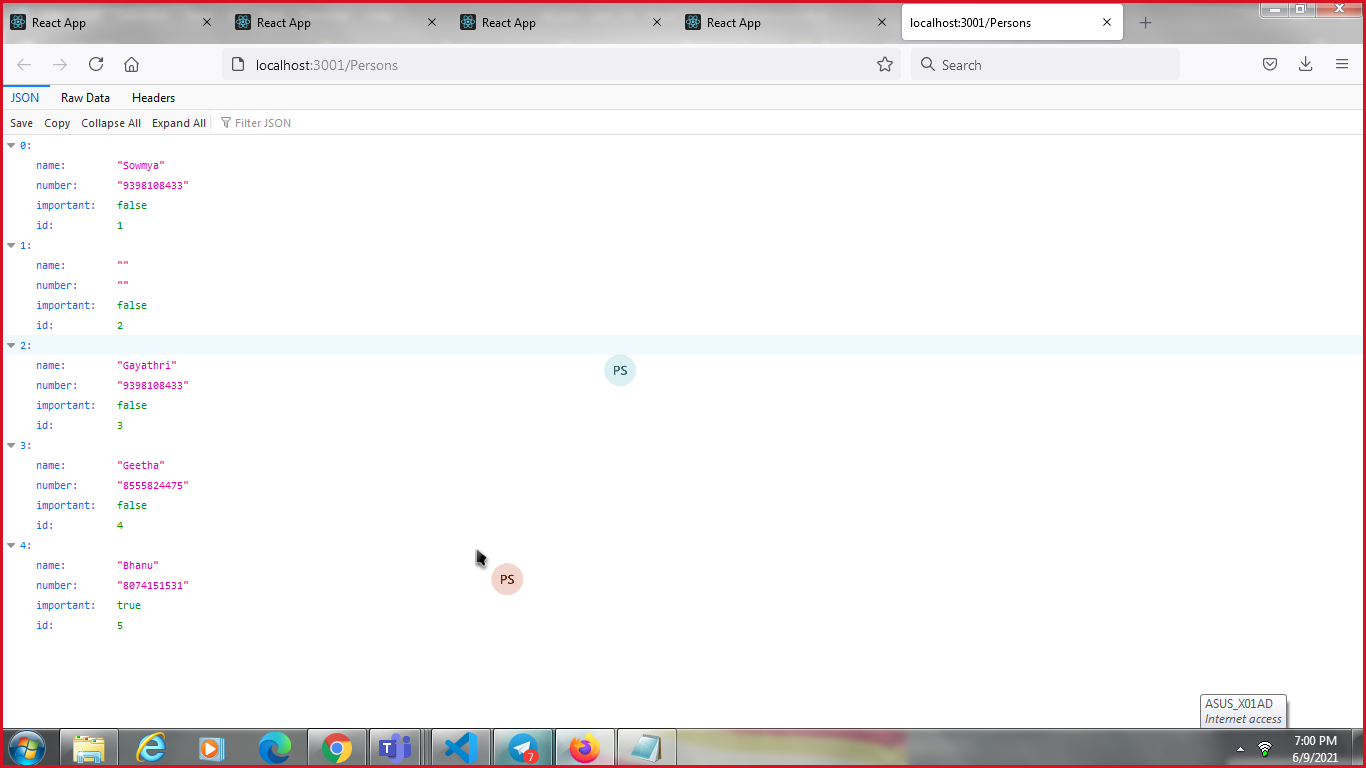 React App
React App
React App
React App
localhost:3001/Persons
localhost:3001/Persons
Search
JSON Raw Data Headers
Save Copy Collapse All Expand All Filter JSON
0:
name: "Sowmya"
number: "9398108433"
important: false
id: 1
1:
name: ""
number: ""
important: false
id: 2
2:
name: "Gayathri"
number: "9398108433"
important: false
id: 3
PS
3:
name: "Geetha"
number: "8555824475"
important: false
id: 4
4:
name: "Bhanu"
number: "8074151531"
important: true
id: 5
PS
ASUS_X01AD
Internet access
7
7:00 PM
6/9/2021